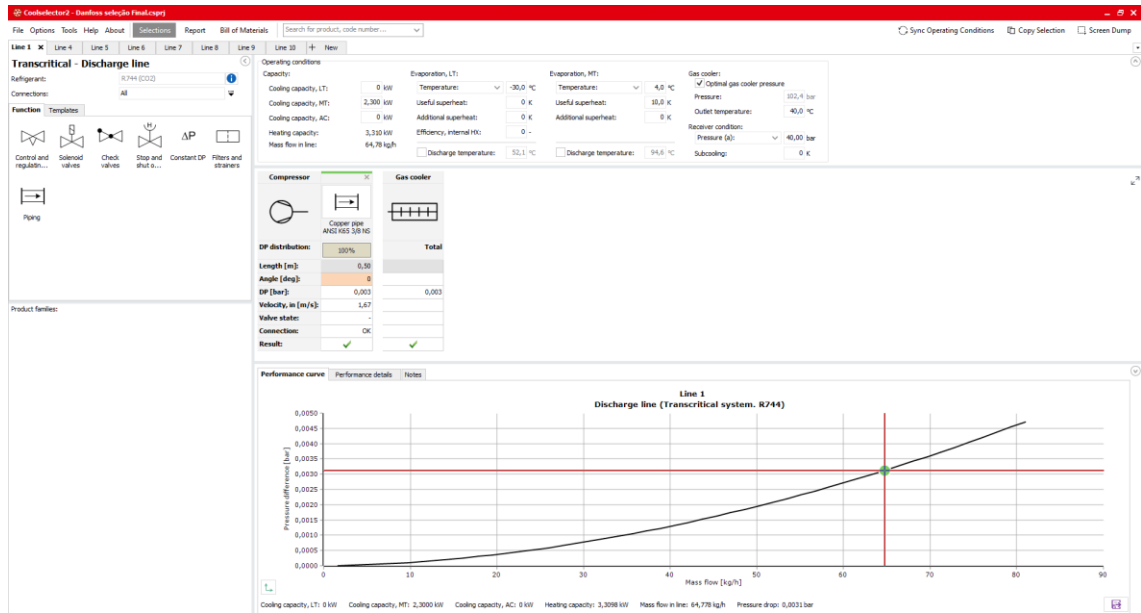 Coolselector2 - Danfoss seleção Final.csprj
File Options Tools Help About Selections Report Bill of Materials Search for product, code number... Sync Operating Conditions Copy Selection Screen Dump
Line 1 X Line 4 Line 5 Line 6 Line 7 Line 8 Line 9 Line 10 + New
Transcritical - Discharge line
Refrigerant: R744 (CO2)
Connections: All
Function Templates
Control and regulatin... Solenoid valves Check valves Stop and shut o... Constant DP Filters and strainers
H
ΔP
Piping
Product families:
Operating conditions
Capacity: Evaporation, LT: Evaporation, MT: Gas cooler:
Cooling capacity, LT: 0 kW Temperature: -30,0 °C Temperature: 4,0 °C Optimal gas cooler pressure
Cooling capacity, MT: 2,300 kW Useful superheat: 0 K Useful superheat: 10,0 K Pressure: 102,4 bar
Cooling capacity, AC: 0 kW Additional superheat: 0 K Additional superheat: 0 K Outlet temperature: 40,0 °C
Heating capacity: 3,310 kW Efficiency, internal HX: 0 - Receiver condition:
Mass flow in line: 64,78 kg/h Pressure (a): 40,00 bar
Discharge temperature: 52,1 °C Discharge temperature: 94,6 °C Subcooling: 0 K
Compressor Gas cooler
Copper pipe
ANSI K65 3/8 NS
DP distribution: 100% Total
Length [m]: 0,50
Angle [deg]: 0
DP [bar]: 0,003 0,003
Velocity, in [m/s]: 1,67
Valve state: -
Connection: OK
Result:
Performance curve Performance details Notes
Line 1
Discharge line (Transcritical system. R744)
Pressure difference [bar]
0,0050
0,0045
0,0040
0,0035
0,0030
0,0025
0,0020
0,0015
0,0010
0,0005
0,0000
0 10 20 30 40 50 60 70 80 90
Mass flow [kg/h]
Cooling capacity, LT: 0 kW Cooling capacity, MT: 2,3000 kW Cooling capacity, AC: 0 kW Heating capacity: 3,3098 kW Mass flow in line: 64,778 kg/h Pressure drop: 0,0031 bar